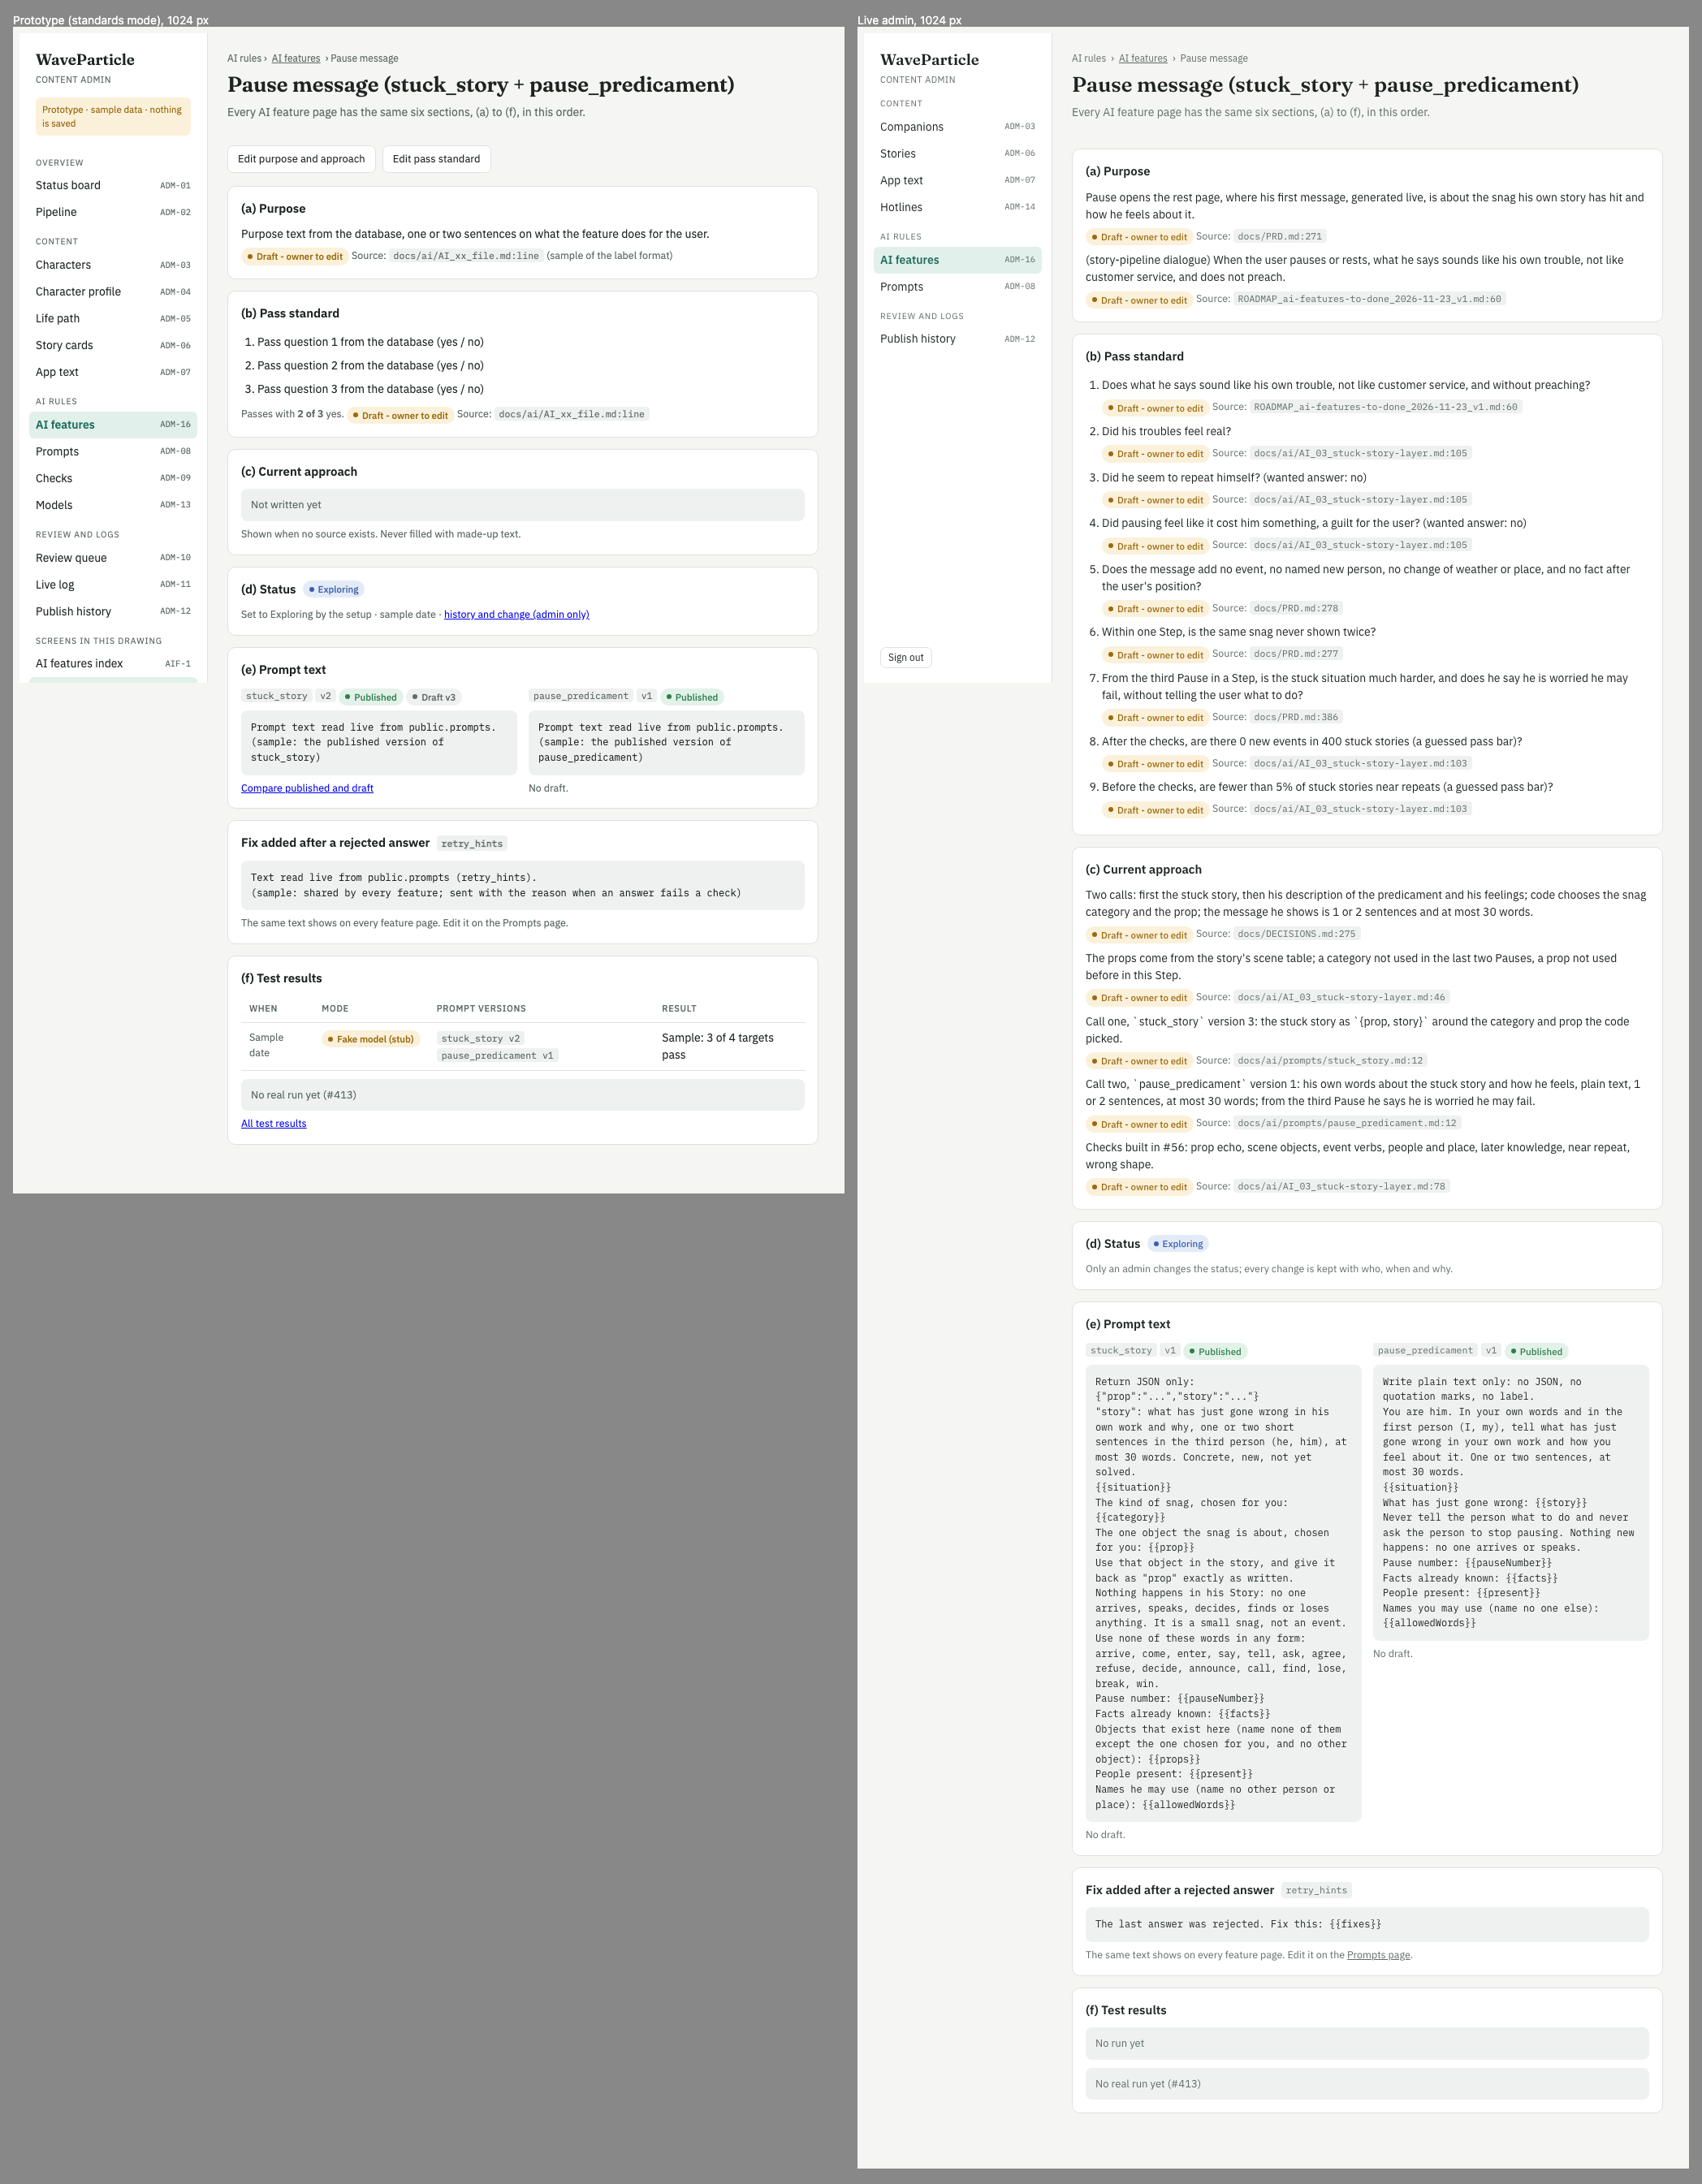 Prototype (standards mode), 1024 px
WaveParticle
CONTENT ADMIN
Prototype · sample data · nothing
is saved
OVERVIEW
Status board ADM-01
Pipeline ADM-02
CONTENT
Characters ADM-03
Character profile ADM-04
Life path ADM-05
Story cards ADM-06
App text ADM-07
AI RULES
AI features ADM-16
Prompts ADM-08
Checks ADM-09
Models ADM-13
REVIEW AND LOGS
Review queue ADM-10
Live log ADM-11
Publish history ADM-12
SCREENS IN THIS DRAWING
AI features index AIF-1
AI rules › AI features › Pause message
Pause message (stuck_story + pause_predicament)
Every AI feature page has the same six sections, (a) to (f), in this order.
Edit purpose and approach Edit pass standard
(a) Purpose
Purpose text from the database, one or two sentences on what the feature does for the user.
Draft - owner to edit Source: docs/ai/AI_xx_file.md:line (sample of the label format)
(b) Pass standard
1. Pass question 1 from the database (yes / no)
2. Pass question 2 from the database (yes / no)
3. Pass question 3 from the database (yes / no)
Passes with 2 of 3 yes. Draft - owner to edit Source: docs/ai/AI_xx_file.md:line
(c) Current approach
Not written yet
Shown when no source exists. Never filled with made-up text.
(d) Status Exploring
Set to Exploring by the setup · sample date · history and change (admin only)
(e) Prompt text
stuck_story v2 Published Draft v3
Prompt text read live from public.prompts.
(sample: the published version of
stuck_story)
Compare published and draft
pause_predicament v1 Published
Prompt text read live from public.prompts.
(sample: the published version of
pause_predicament)
No draft.
Fix added after a rejected answer retry_hints
Text read live from public.prompts (retry_hints).
(sample: shared by every feature; sent with the reason when an answer fails a check)
The same text shows on every feature page. Edit it on the Prompts page.
(f) Test results
WHEN MODE PROMPT VERSIONS RESULT
Sample
date
Fake model (stub)
stuck_story v2
pause_predicament v1
Sample: 3 of 4 targets
pass
No real run yet (#413)
All test results
Live admin, 1024 px
WaveParticle
CONTENT ADMIN
CONTENT
Companions ADM-03
Stories ADM-06
App text ADM-07
Hotlines ADM-14
AI RULES
AI features ADM-16
Prompts ADM-08
REVIEW AND LOGS
Publish history ADM-12
Sign out
AI rules › AI features › Pause message
Pause message (stuck_story + pause_predicament)
Every AI feature page has the same six sections, (a) to (f), in this order.
(a) Purpose
Pause opens the rest page, where his first message, generated live, is about the snag his own story has hit and
how he feels about it.
Draft - owner to edit Source: docs/PRD.md:271
(story-pipeline dialogue) When the user pauses or rests, what he says sounds like his own trouble, not like
customer service, and does not preach.
Draft - owner to edit Source: ROADMAP_ai-features-to-done_2026-11-23_v1.md:60
(b) Pass standard
1. Does what he says sound like his own trouble, not like customer service, and without preaching?
Draft - owner to edit Source: ROADMAP_ai-features-to-done_2026-11-23_v1.md:60
2. Did his troubles feel real?
Draft - owner to edit Source: docs/ai/AI_03_stuck-story-layer.md:105
3. Did he seem to repeat himself? (wanted answer: no)
Draft - owner to edit Source: docs/ai/AI_03_stuck-story-layer.md:105
4. Did pausing feel like it cost him something, a guilt for the user? (wanted answer: no)
Draft - owner to edit Source: docs/ai/AI_03_stuck-story-layer.md:105
5. Does the message add no event, no named new person, no change of weather or place, and no fact after
the user's position?
Draft - owner to edit Source: docs/PRD.md:278
6. Within one Step, is the same snag never shown twice?
Draft - owner to edit Source: docs/PRD.md:277
7. From the third Pause in a Step, is the stuck situation much harder, and does he say he is worried he may
fail, without telling the user what to do?
Draft - owner to edit Source: docs/PRD.md:386
8. After the checks, are there 0 new events in 400 stuck stories (a guessed pass bar)?
Draft - owner to edit Source: docs/ai/AI_03_stuck-story-layer.md:103
9. Before the checks, are fewer than 5% of stuck stories near repeats (a guessed pass bar)?
Draft - owner to edit Source: docs/ai/AI_03_stuck-story-layer.md:103
(c) Current approach
Two calls: first the stuck story, then his description of the predicament and his feelings; code chooses the snag
category and the prop; the message he shows is 1 or 2 sentences and at most 30 words.
Draft - owner to edit Source: docs/DECISIONS.md:275
The props come from the story's scene table; a category not used in the last two Pauses, a prop not used
before in this Step.
Draft - owner to edit Source: docs/ai/AI_03_stuck-story-layer.md:46
Call one, `stuck_story` version 3: the stuck story as `{prop, story}` around the category and prop the code
picked.
Draft - owner to edit Source: docs/ai/prompts/stuck_story.md:12
Call two, `pause_predicament` version 1: his own words about the stuck story and how he feels, plain text, 1
or 2 sentences, at most 30 words; from the third Pause he says he is worried he may fail.
Draft - owner to edit Source: docs/ai/prompts/pause_predicament.md:12
Checks built in #56: prop echo, scene objects, event verbs, people and place, later knowledge, near repeat,
wrong shape.
Draft - owner to edit Source: docs/ai/AI_03_stuck-story-layer.md:78
(d) Status Exploring
Only an admin changes the status; every change is kept with who, when and why.
(e) Prompt text
stuck_story v1 Published
Return JSON only:
{"prop":"...","story":"..."}
"story": what has just gone wrong in his
own work and why, one or two short
sentences in the third person (he, him), at
most 30 words. Concrete, new, not yet
solved.
{{situation}}
The kind of snag, chosen for you:
{{category}}
The one object the snag is about, chosen
for you: {{prop}}
Use that object in the story, and give it
back as "prop" exactly as written.
Nothing happens in his Story: no one
arrives, speaks, decides, finds or loses
anything. It is a small snag, not an event.
Use none of these words in any form:
arrive, come, enter, say, tell, ask, agree,
refuse, decide, announce, call, find, lose,
break, win.
Pause number: {{pauseNumber}}
Facts already known: {{facts}}
Objects that exist here (name none of them
except the one chosen for you, and no other
object): {{props}}
People present: {{present}}
Names he may use (name no other person or
place): {{allowedWords}}
No draft.
pause_predicament v1 Published
Write plain text only: no JSON, no
quotation marks, no label.
You are him. In your own words and in the
first person (I, my), tell what has just
gone wrong in your own work and how you
feel about it. One or two sentences, at
most 30 words.
{{situation}}
What has just gone wrong: {{story}}
Never tell the person what to do and never
ask the person to stop pausing. Nothing new
happens: no one arrives or speaks.
Pause number: {{pauseNumber}}
Facts already known: {{facts}}
People present: {{present}}
Names you may use (name no one else):
{{allowedWords}}
No draft.
Fix added after a rejected answer retry_hints
The last answer was rejected. Fix this: {{fixes}}
The same text shows on every feature page. Edit it on the Prompts page.
(f) Test results
No run yet
No real run yet (#413)